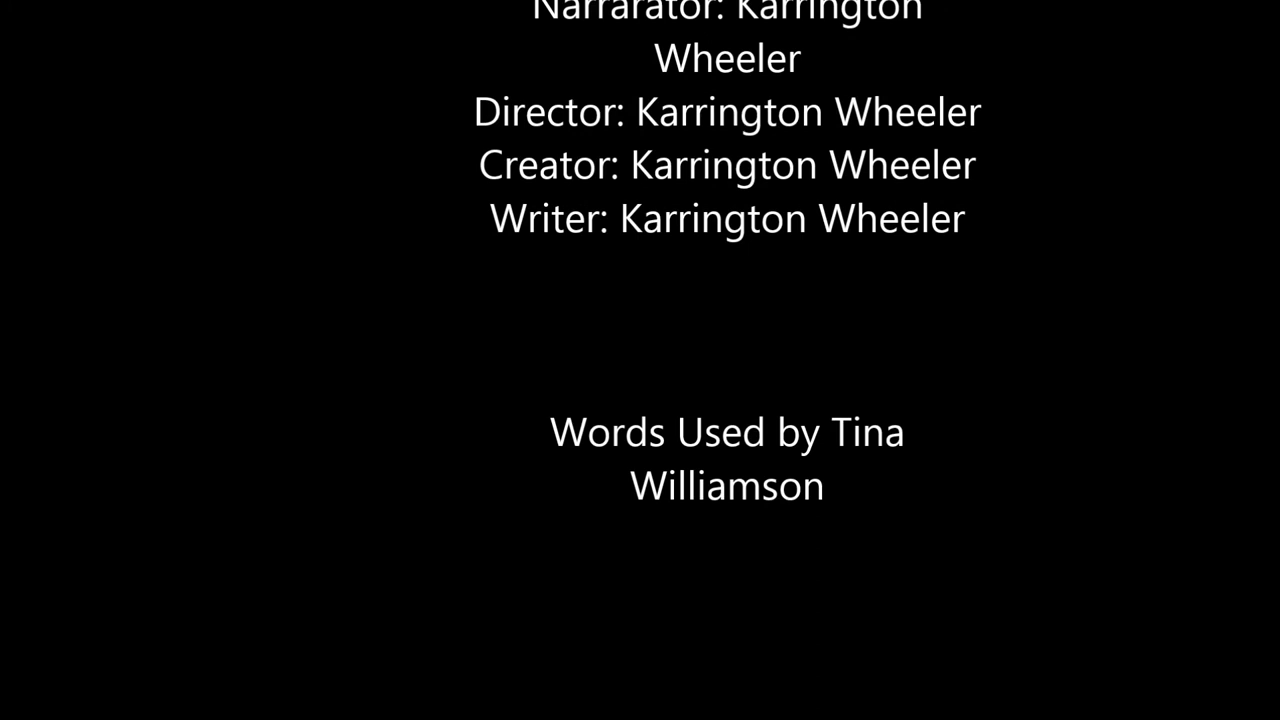 Narrarator: Karrington
Wheeler
Director: Karrington Wheeler
Creator: Karrington Wheeler
Writer: Karrington Wheeler
Words Used by Tina
Williamson